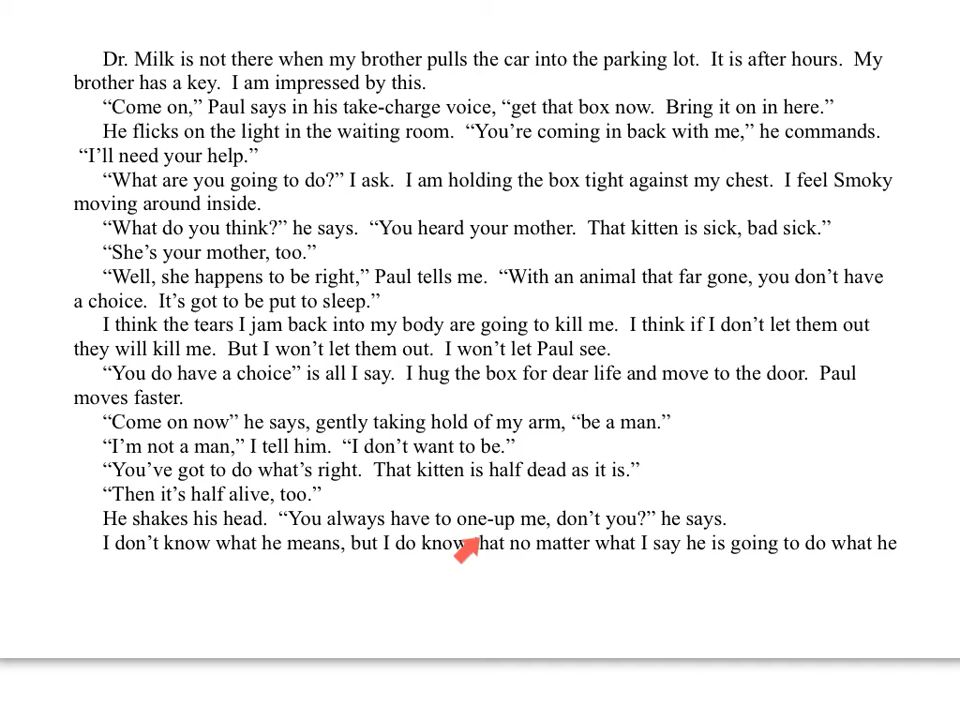 Dr. Milk is not there when my brother pulls the car into the parking lot.  It is after hours.  My
brother has a key.  I am impressed by this.
“Come on,” Paul says in his take-charge voice, “get that box now.  Bring it on in here.”
He flicks on the light in the waiting room.  “You’re coming in back with me,” he commands.
“I’ll need your help.”
“What are you going to do?” I ask.  I am holding the box tight against my chest.  I feel Smoky
moving around inside.
“What do you think?” he says.  “You heard your mother.  That kitten is sick, bad sick.”
“She’s your mother, too.”
“Well, she happens to be right,” Paul tells me.  “With an animal that far gone, you don’t have
a choice.  It’s got to be put to sleep.”
I think the tears I jam back into my body are going to kill me.  I think if I don’t let them out
they will kill me.  But I won’t let them out.  I won’t let Paul see.
“You do have a choice” is all I say.  I hug the box for dear life and move to the door.  Paul
moves faster.
“Come on now” he says, gently taking hold of my arm, “be a man.”
“I’m not a man,” I tell him.  “I don’t want to be.”
“You’ve got to do what’s right.  That kitten is half dead as it is.”
“Then it’s half alive, too.”
He shakes his head.  “You always have to one-up me, don’t you?” he says.
I don’t know what he means, but I do know that no matter what I say he is going to do what he